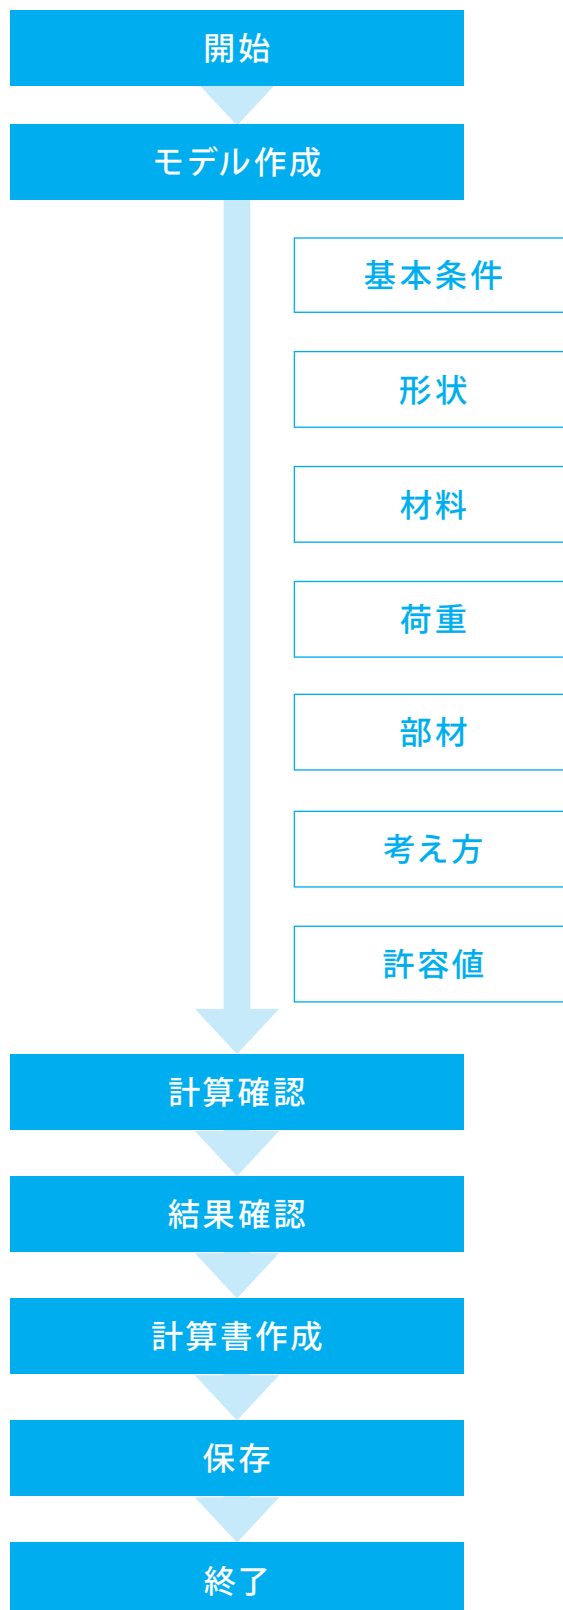 開始
モデル作成
基本条件
形状
材料
荷重
部材
考え方
許容値
計算確認
結果確認
計算書作成
保存
終了